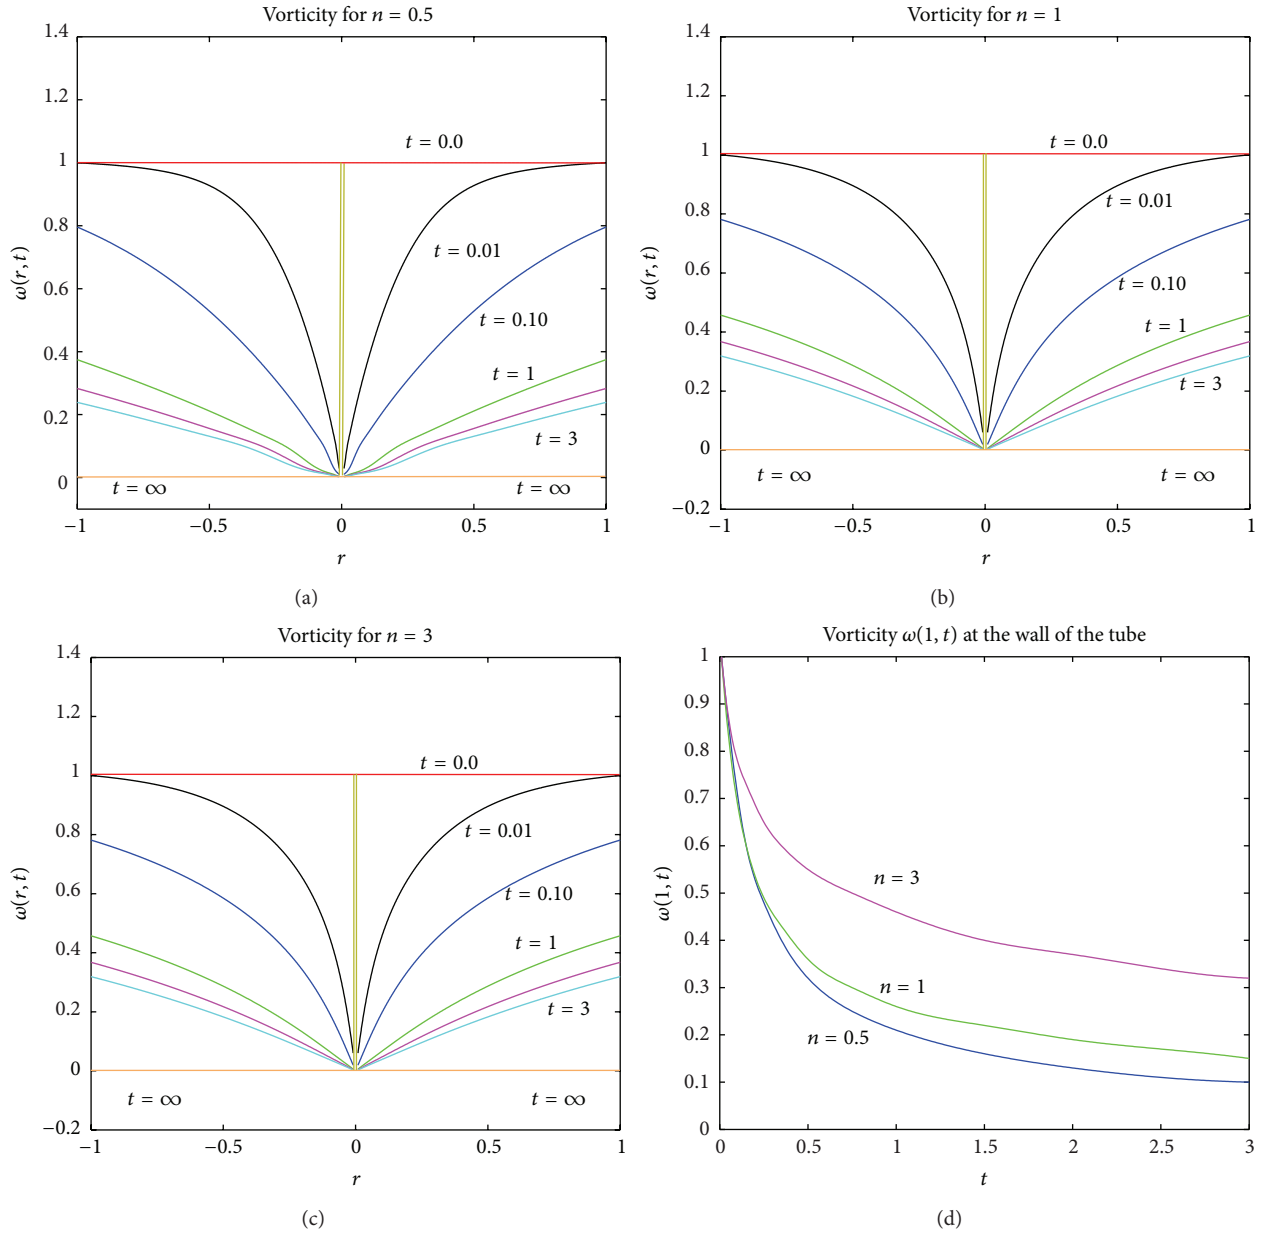 Vorticity for n = 0.5
1.4
1.2
1
0.8
0.6
0.4
0.2
0
ω(r, t)
t = 0.0
t = 0.01
t = 0.10
t = 1
t = 3
t = ∞
t = ∞
−1
−0.5
0
0.5
1
r
(a)
Vorticity for n = 1
1.4
1.2
1
0.8
0.6
0.4
0.2
0
−0.2
ω(r, t)
t = 0.0
t = 0.01
t = 0.10
t = 1
t = 3
t = ∞
t = ∞
−1
−0.5
0
0.5
1
r
(b)
Vorticity for n = 3
1.4
1.2
1
0.8
0.6
0.4
0.2
0
−0.2
ω(r, t)
t = 0.0
t = 0.01
t = 0.10
t = 1
t = 3
t = ∞
t = ∞
−1
−0.5
0
0.5
1
r
(c)
Vorticity ω(1, t) at the wall of the tube
1
0.9
0.8
0.7
0.6
0.5
0.4
0.3
0.2
0.1
0
ω(1, t)
n = 3
n = 1
n = 0.5
0
0.5
1
1.5
2
2.5
3
t
(d)